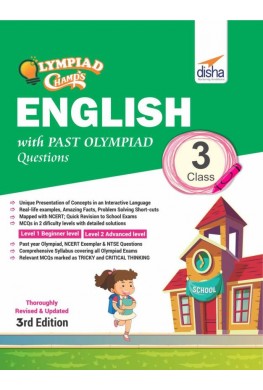 OLYMPIAD
CHAMPS
disha
ENGLISH
with PAST OLYMPIAD
Questions
3
Class
Unique Presentation of Concepts in an Interactive Language
Real-life examples, Amazing Facts, Problem Solving Short-cuts
Mapped with NCERT; Quick Revision to School Exams
MCQs in 2 dificulty levels with detailed solutions
Level 1 Beginner level Level 2 Advanced level
Past year Olympiad, NCERT Exemplar & NTSE Questions
Comprehensive Syllabus covering all Olympiad Exams
Relevant MCQs marked as TRICKY and CRITICAL THINKING
SCHOOL
Thoroughly
Revised & Updated
3rd Edition